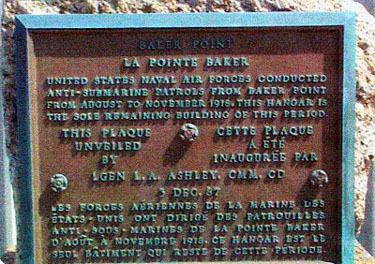 BAKER POINT
LA POINTE BAKER
UNITED STATES NAVAL AIR FORCES CONDUCTED
ANTI-SUBMARINE PATROLS FROM BAKER POINT
FROM AUGUST TO NOVEMBER 1918. THIS HANGAR IS
THE SOLE REMAINING BUILDING OF THIS PERIOD.
THIS PLAQUE CETTE PLAQUE
UNVEILED A ÉTÉ
BY INAUGURÉE PAR
LGEN L.A. ASHLEY, CMM, CD
3 DEC. 87
LES FORCES AÉRIENNES DE LA MARINE DES
ÉTATS-UNIS ONT DIRIGÉ DES PATROUILLES
ANTI-SOUS-MARINES DE LA POINTE BAKER
D'AOÛT À NOVEMBRE 1918. CE HANGAR EST LE
SEUL BÂTIMENT QUI RESTE DE CETTE PÉRIODE.